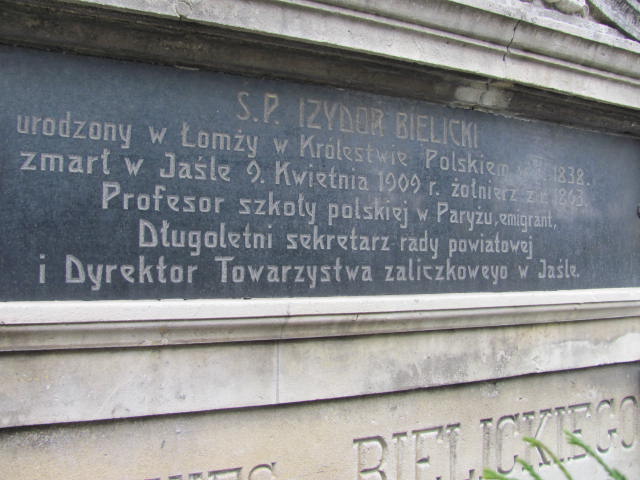 Ś.P. IZYDOR BIELICKI
urodzony w Łomży w Królestwie Polskiem w r. 1838.
zmarł w Jaśle 9. Kwietnia 1909 r. żołnierz z r. 1863.
Profesor szkoły polskiej w Paryżu, emigrant,
Długoletni sekretarz rady powiatowej
i Dyrektor Towarzystwa zaliczkowego w Jaśle.
BIELICKIEGO